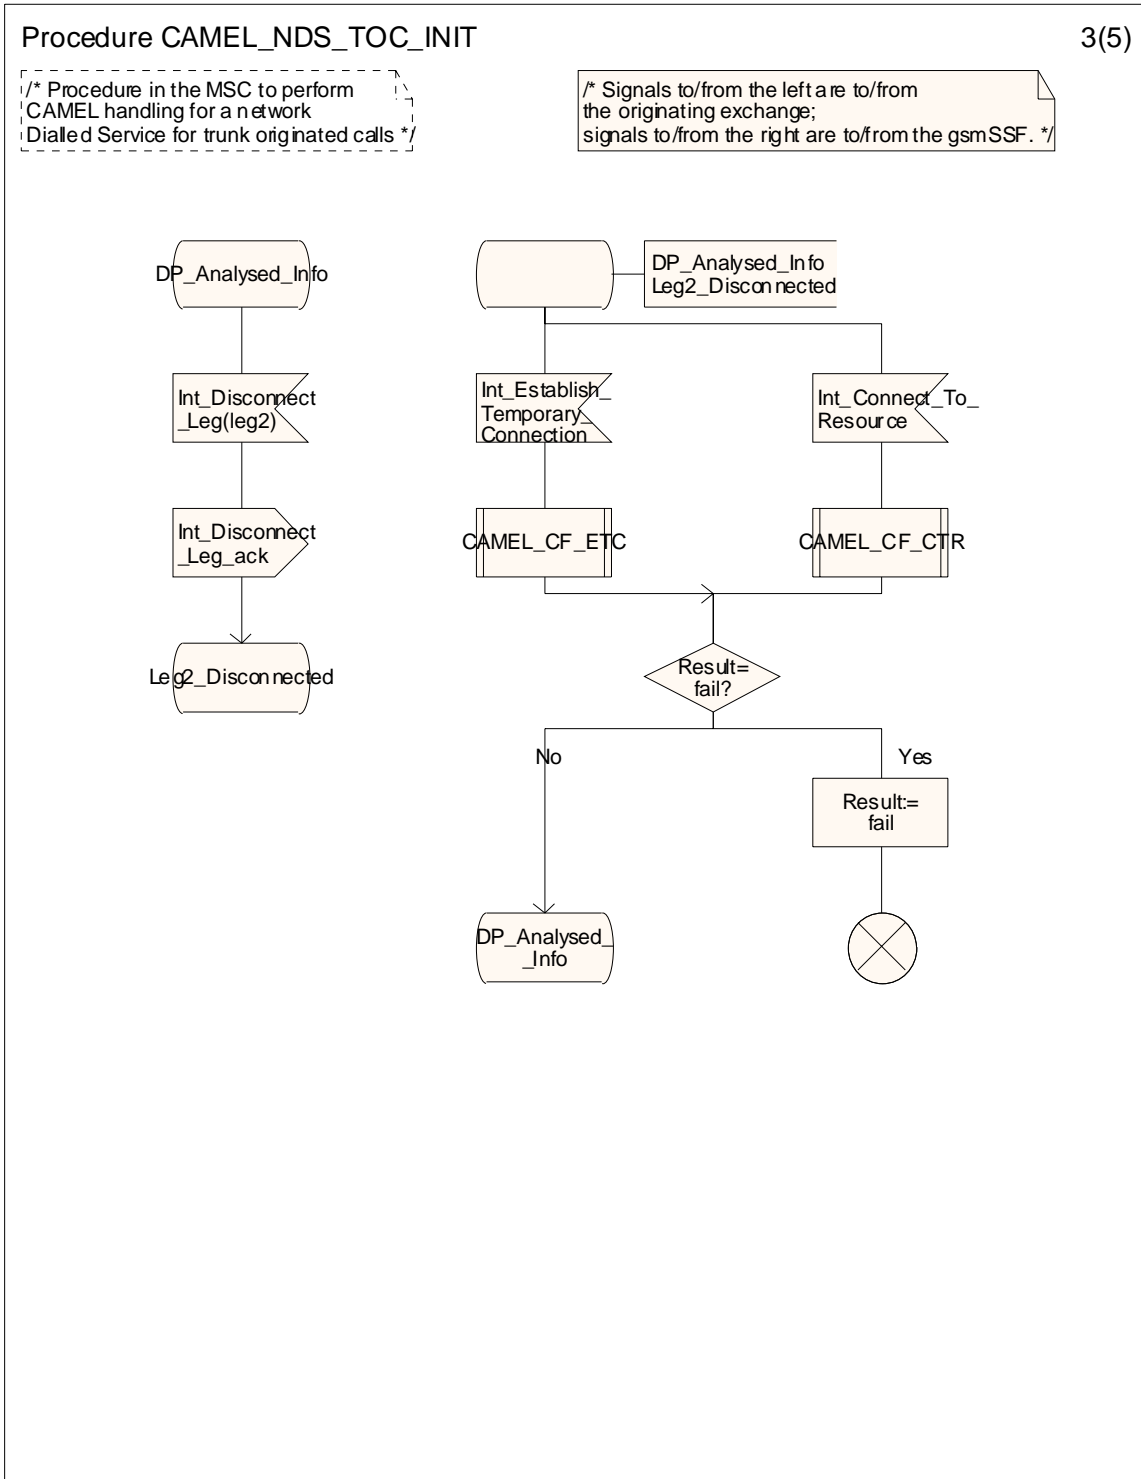 Procedure CAMEL_NDS_TOC_INIT
3(5)
/* Procedure in the MSC to perform
CAMEL handling for a network
Dialled Service for trunk originated calls */
/* Signals to/from the left are to/from
the originating exchange;
signals to/from the right are to/from the gsmSSF. */
DP_Analysed_Info
DP_Analysed_Info
Leg2_Disconnected
Int_Disconnect
_Leg(leg2)
Int_Establish_
Temporary_
Connection
Int_Connect_To_
Resource
Int_Disconnect
_Leg_ack
CAMEL_CF_ETC
CAMEL_CF_CTR
Leg2_Disconnected
Result=
fail?
No
Yes
Result:=
fail
DP_Analysed_
_Info